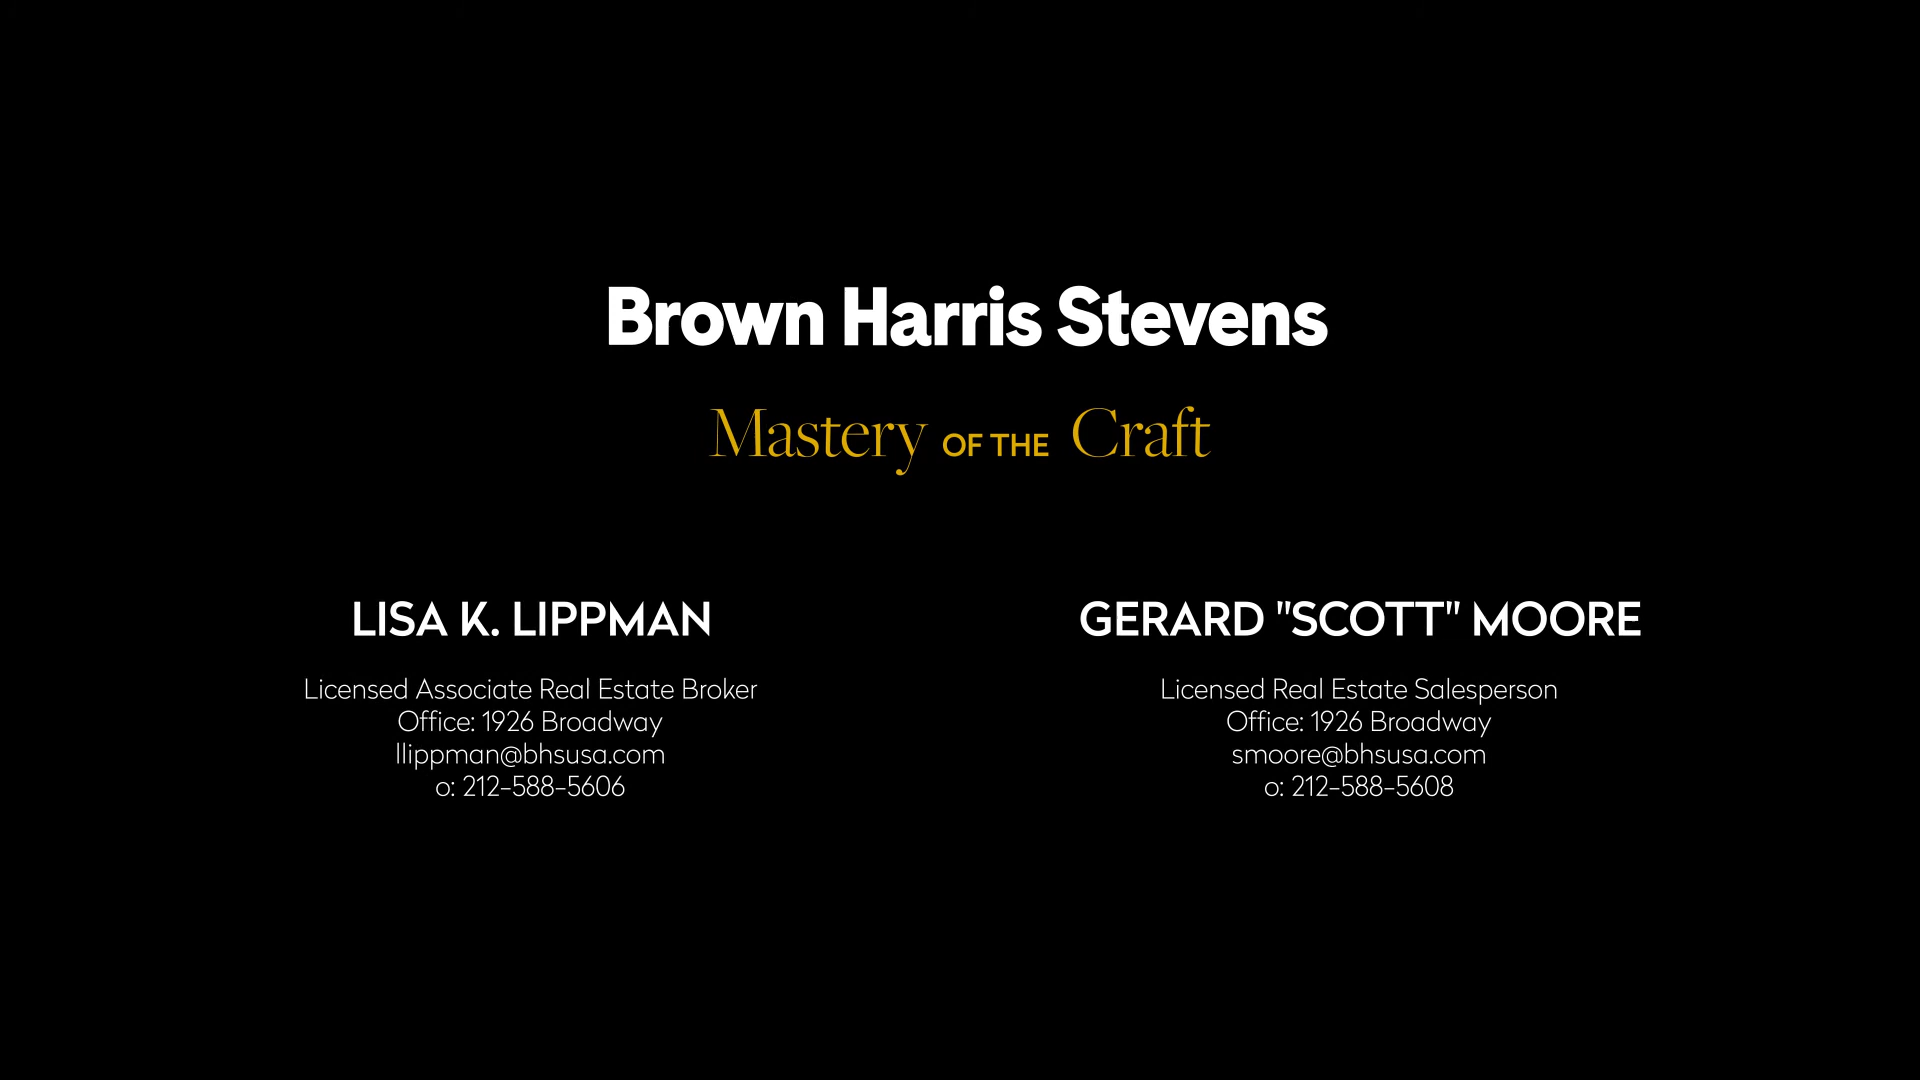 Brown Harris Stevens
Mastery OF THE Craft
LISA K. LIPPMAN
Licensed Associate Real Estate Broker
Office: 1926 Broadway
llippman@bhsusa.com
o: 212-588-5606
GERARD "SCOTT" MOORE
Licensed Real Estate Salesperson
Office: 1926 Broadway
smoore@bhsusa.com
o: 212-588-5608